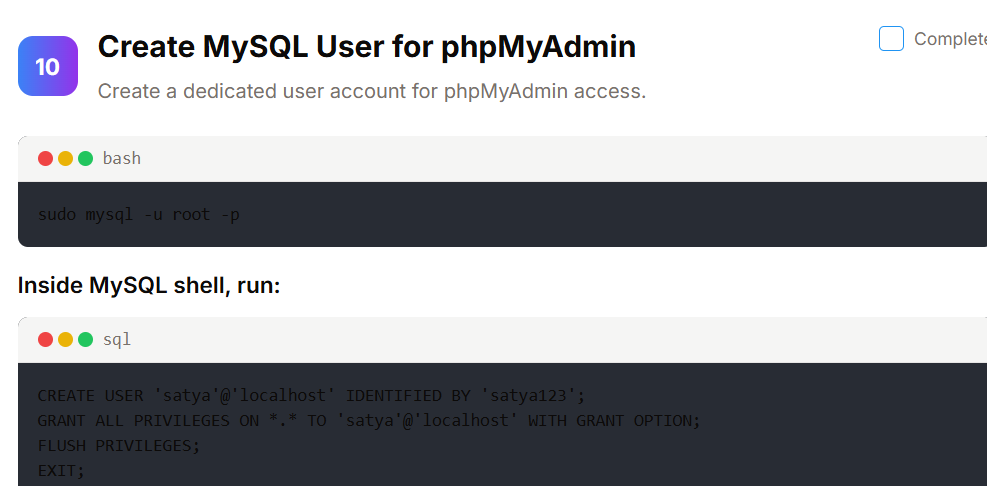 10
Create MySQL User for phpMyAdmin
Complete
Create a dedicated user account for phpMyAdmin access.
bash
sudo mysql -u root -p
Inside MySQL shell, run:
sql
CREATE USER 'satya'@'localhost' IDENTIFIED BY 'satya123';
GRANT ALL PRIVILEGES ON *.* TO 'satya'@'localhost' WITH GRANT OPTION;
FLUSH PRIVILEGES;
EXIT;